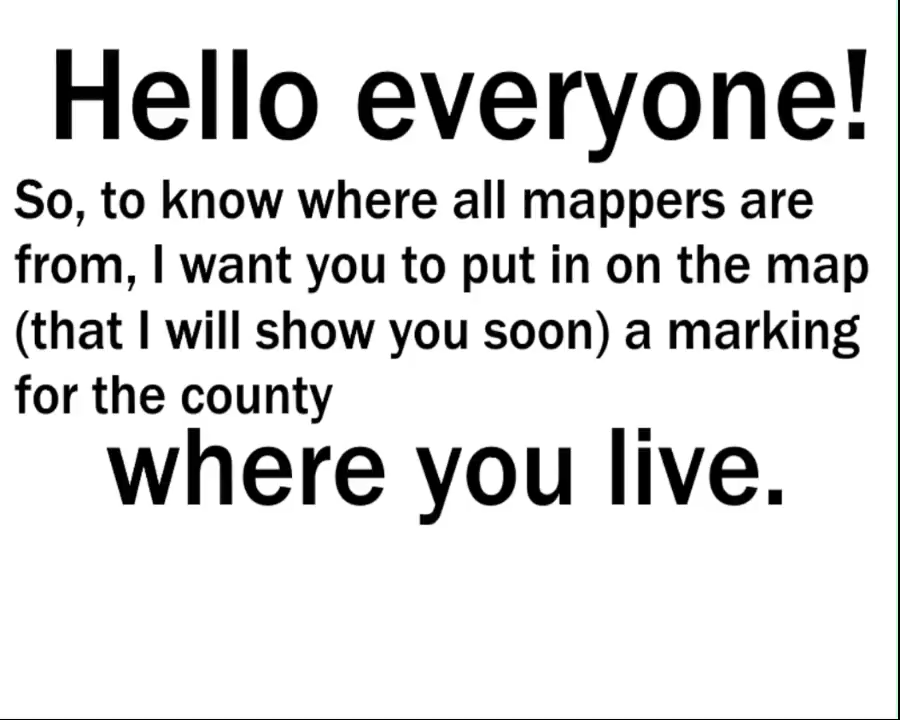 Hello everyone!
So, to know where all mappers are
from, I want you to put in on the map
(that I will show you soon) a marking
for the county
where you live.